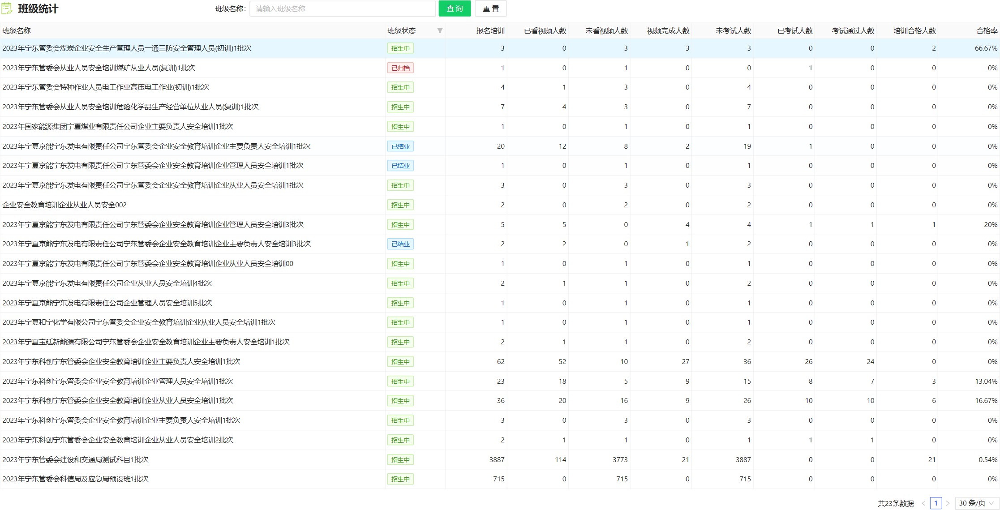 班级统计 班级名称: 请输入班级名称 查 询 重 置
班级名称 班级状态 报名培训 已看视频人数 未看视频人数 视频完成人数 未考试人数 已考试人数 考试通过人数 培训合格人数 合格率
2023年宁东管委会煤炭企业安全生产管理人员一通三防安全管理人员(初训)1批次 招生中 3 0 3 3 3 0 0 2 66.67%
2023年宁东管委会从业人员安全培训煤矿从业人员(复训)1批次 已归档 1 0 1 0 0 1 0 0 0%
2023年宁东管委会特种作业人员电工作业高压电工作业(初训)1批次 招生中 4 1 3 0 4 0 0 0 0%
2023年宁东管委会从业人员安全培训危险化学品生产经营单位从业人员(复训)1批次 招生中 7 4 3 0 7 0 0 0 0%
2023年国家能源集团宁夏煤业有限责任公司企业主要负责人安全培训1批次 招生中 1 0 1 0 1 0 0 0 0%
2023年宁夏京能宁东发电有限责任公司宁东管委会企业安全教育培训企业主要负责人安全培训1批次 已结业 20 12 8 2 19 1 0 0 0%
2023年宁夏京能宁东发电有限责任公司宁东管委会企业安全教育培训企业管理人员安全培训1批次 已结业 1 0 1 0 1 0 0 0 0%
2023年宁夏京能宁东发电有限责任公司宁东管委会企业安全教育培训企业从业人员安全培训1批次 招生中 3 0 3 0 3 0 0 0 0%
企业安全教育培训企业从业人员安全002 招生中 2 0 2 0 2 0 0 0 0%
2023年宁夏京能宁东发电有限责任公司宁东管委会企业安全教育培训企业管理人员安全培训3批次 招生中 5 5 0 4 4 1 1 1 20%
2023年宁夏京能宁东发电有限责任公司宁东管委会企业安全教育培训企业主要负责人安全培训3批次 已结业 2 2 0 1 2 0 0 0 0%
2023年宁夏京能宁东发电有限责任公司宁东管委会企业安全教育培训企业从业人员安全培训00 招生中 1 0 1 0 1 0 0 0 0%
2023年宁夏京能宁东发电有限责任公司企业从业人员安全培训4批次 招生中 2 1 1 0 2 0 0 0 0%
2023年宁夏京能宁东发电有限责任公司企业管理人员安全培训5批次 招生中 1 0 1 0 1 0 0 0 0%
2023年宁夏和宁化学有限公司宁东管委会企业安全教育培训企业从业人员安全培训1批次 招生中 1 0 1 0 1 0 0 0 0%
2023年宁夏宝廷新能源有限公司宁东管委会企业安全教育培训企业主要负责人安全培训1批次 招生中 2 1 1 0 2 0 0 0 0%
2023年宁东科创宁东管委会企业安全教育培训企业主要负责人安全培训1批次 招生中 62 52 10 27 36 26 24 0 0%
2023年宁东科创宁东管委会企业安全教育培训企业管理人员安全培训1批次 招生中 23 18 5 9 15 8 7 3 13.04%
2023年宁东科创宁东管委会企业安全教育培训企业从业人员安全培训1批次 招生中 36 20 16 9 26 10 10 6 16.67%
2023年宁东科创宁东管委会企业安全教育培训企业主要负责人安全培训1批次 招生中 3 0 3 0 3 0 0 0 0%
2023年宁东科创宁东管委会企业安全教育培训企业从业人员安全培训2批次 招生中 2 1 1 0 1 1 1 0 0%
2023年宁东管委会建设和交通局测试科目1批次 招生中 3887 114 3773 21 3887 0 0 21 0.54%
2023年宁东管委会科信局及应急局预设班1批次 招生中 715 0 715 0 715 0 0 0 0%
共23条数据 1 30 条/页